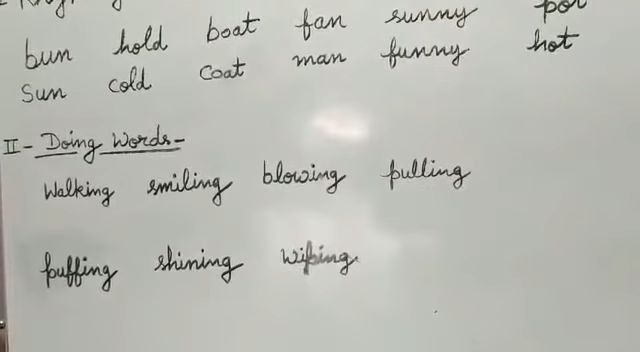 bun hold boat fan sunny pot
Sun cold Coat man funny hot
II - Doing Words -
Walking smiling blowing pulling
puffing shining wiping